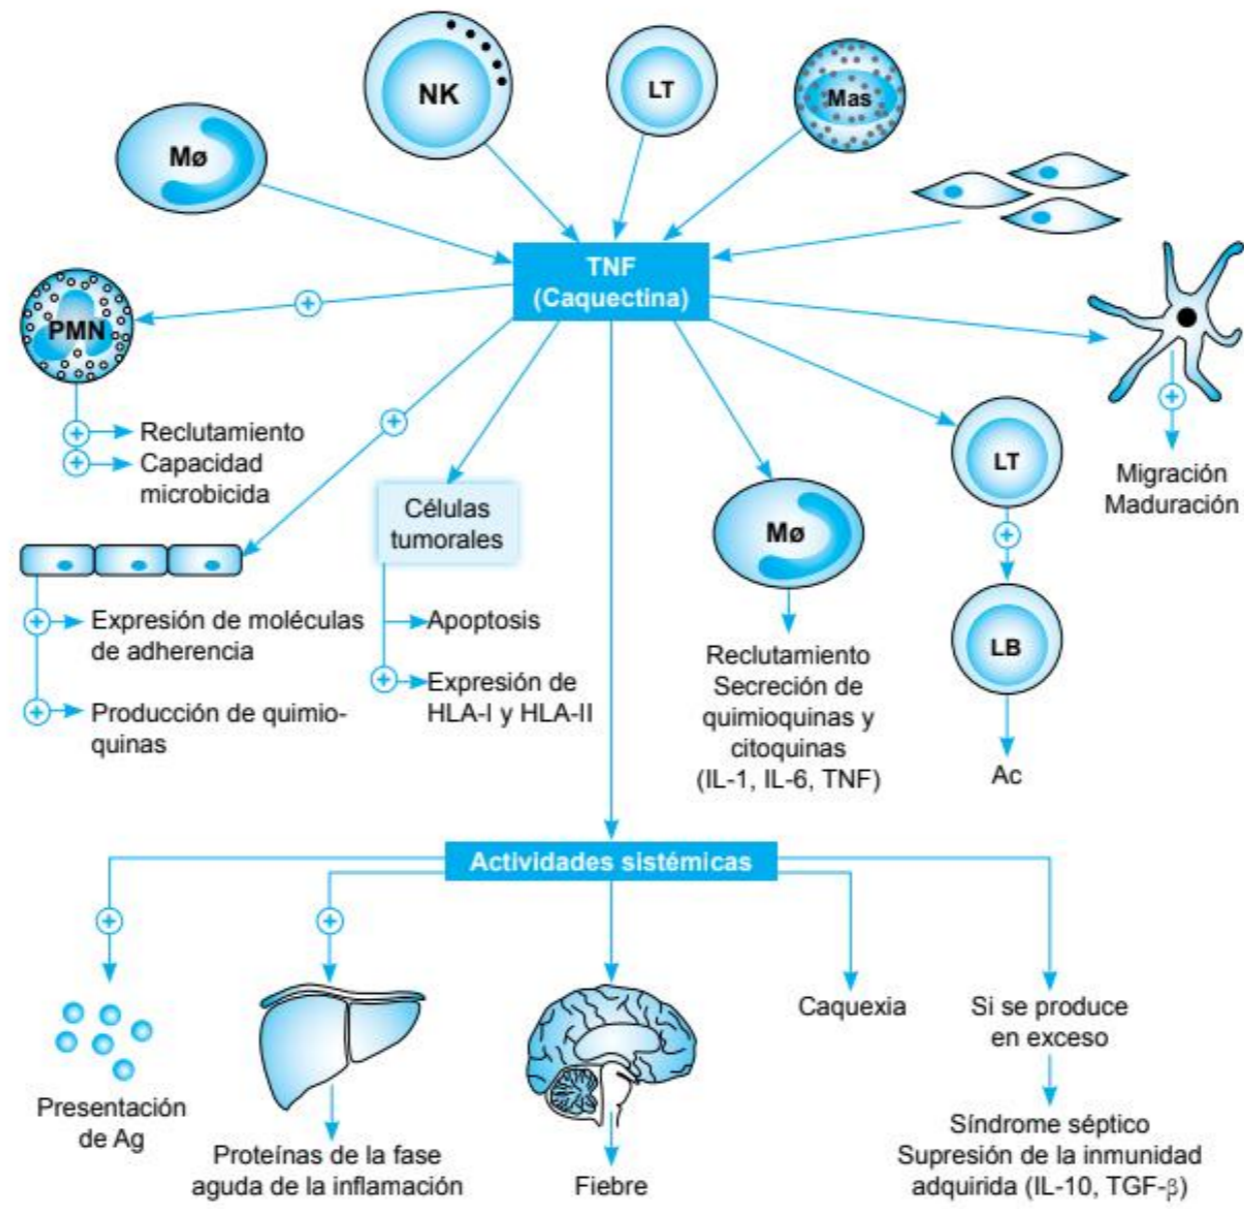 NK
LT
Mas
Mø
TNF
(Caquectina)
PMN
Reclutamiento
Capacidad
microbicida
Células
tumorales
Mø
LT
Migración
Maduración
Expresión de moléculas
de adherencia
Producción de quimio-
quinas
Apoptosis
Expresión de
HLA-I y HLA-II
Reclutamiento
Secreción de
quimioquinas y
citoquinas
(IL-1, IL-6, TNF)
LB
Ac
Actividades sistémicas
Presentación
de Ag
Proteínas de la fase
aguda de la inflamación
Fiebre
Caquexia
Si se produce
en exceso
Síndrome séptico
Supresión de la inmunidad
adquirida (IL-10, TGF-β)